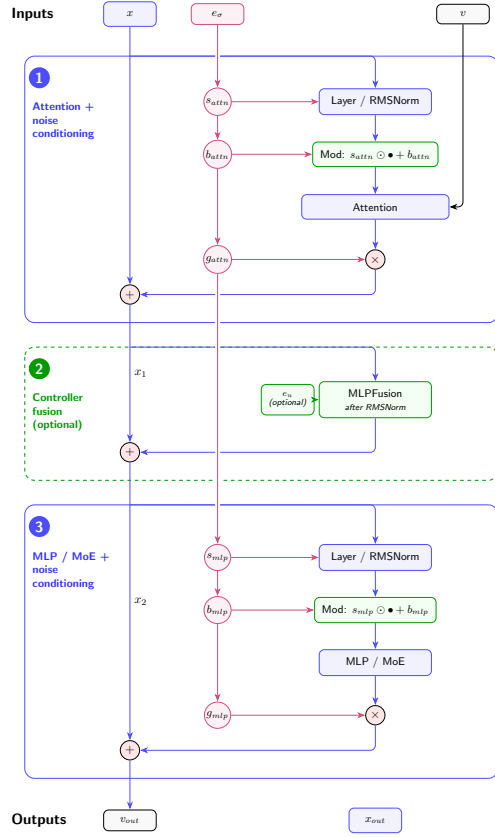 Inputs
x
e_σ
v
1
Attention +
noise
conditioning
s_attn
Layer / RMSNorm
b_attn
Mod: s_attn ⊙ • + b_attn
Attention
g_attn
×
+
2
x_1
Controller
fusion
(optional)
e_u
(optional)
MLPFusion
after RMSNorm
+
3
MLP / MoE +
noise
conditioning
s_mlp
Layer / RMSNorm
x_2
b_mlp
Mod: s_mlp ⊙ • + b_mlp
MLP / MoE
g_mlp
×
+
Outputs
v_out
x_out